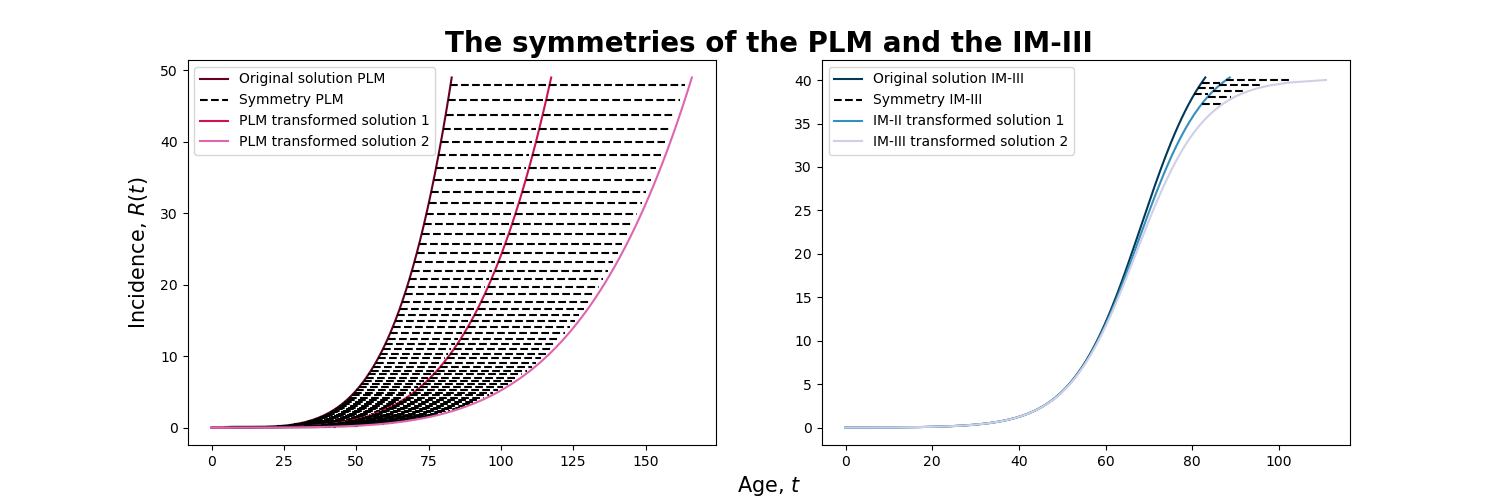 The symmetries of the PLM and the IM-III
Original solution PLM
Symmetry PLM
PLM transformed solution 1
PLM transformed solution 2
Incidence, R(t)
50
40
30
20
10
0
0 25 50 75 100 125 150
Original solution IM-III
Symmetry IM-III
IM-II transformed solution 1
IM-III transformed solution 2
40
35
30
25
20
15
10
5
0
0 20 40 60 80 100
Age, t